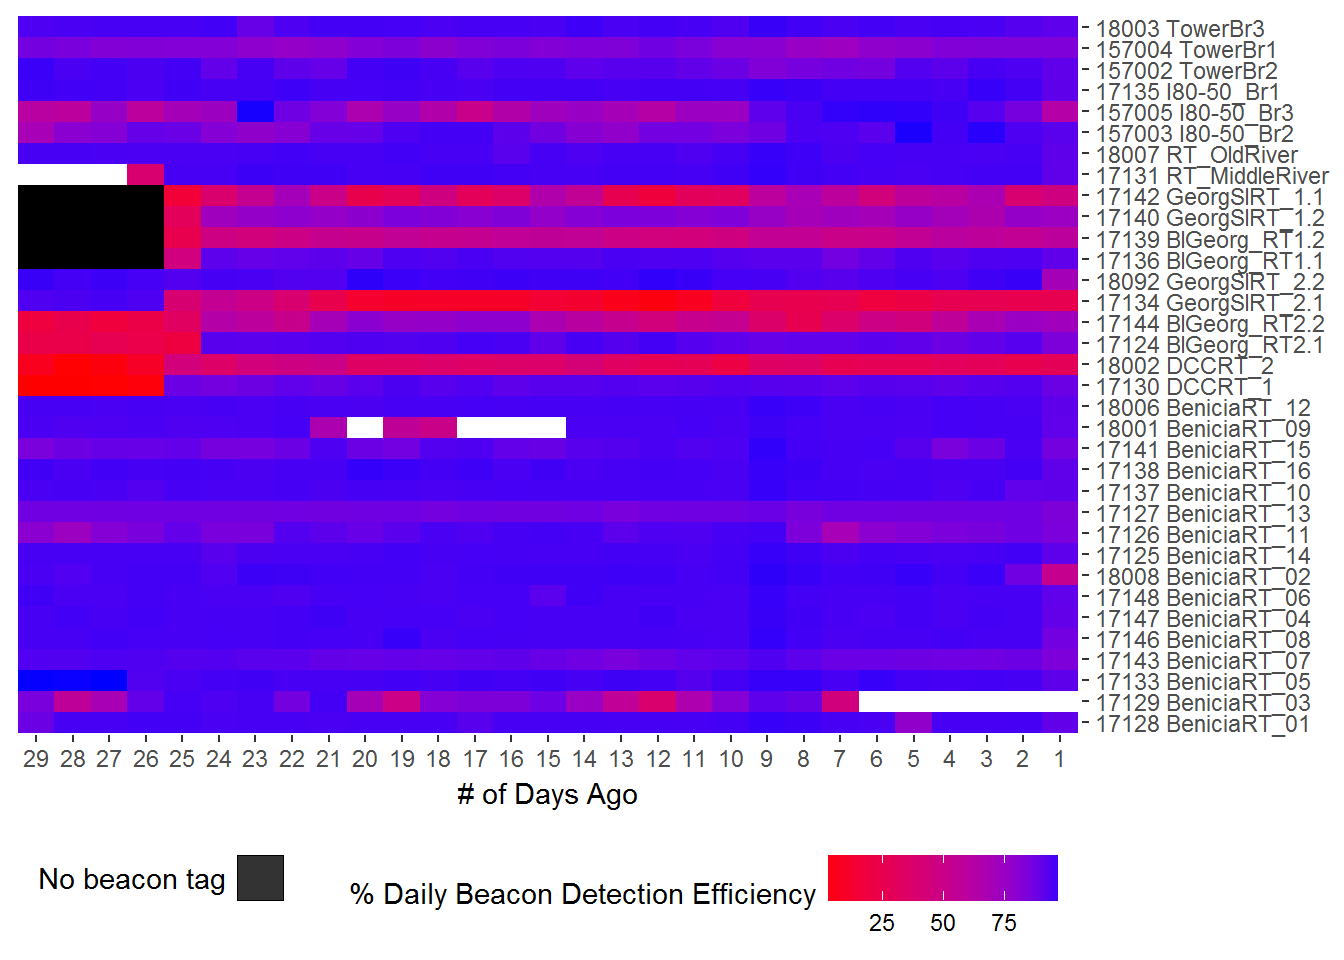 18003 TowerBr3
157004 TowerBr1
157002 TowerBr2
17135 I80-50_Br1
157005 I80-50_Br3
157003 I80-50_Br2
18007 RT_OldRiver
17131 RT_MiddleRiver
17142 GeorgSlRT_1.1
17140 GeorgSlRT_1.2
17139 BlGeorg_RT1.2
17136 BlGeorg_RT1.1
18092 GeorgSlRT_2.2
17134 GeorgSlRT_2.1
17144 BlGeorg_RT2.2
17124 BlGeorg_RT2.1
18002 DCCRT_2
17130 DCCRT_1
18006 BeniciaRT_12
18001 BeniciaRT_09
17141 BeniciaRT_15
17138 BeniciaRT_16
17137 BeniciaRT_10
17127 BeniciaRT_13
17126 BeniciaRT_11
17125 BeniciaRT_14
18008 BeniciaRT_02
17148 BeniciaRT_06
17147 BeniciaRT_04
17146 BeniciaRT_08
17143 BeniciaRT_07
17133 BeniciaRT_05
17129 BeniciaRT_03
17128 BeniciaRT_01
29 28 27 26 25 24 23 22 21 20 19 18 17 16 15 14 13 12 11 10 9 8 7 6 5 4 3 2 1
# of Days Ago
No beacon tag
% Daily Beacon Detection Efficiency
25 50 75